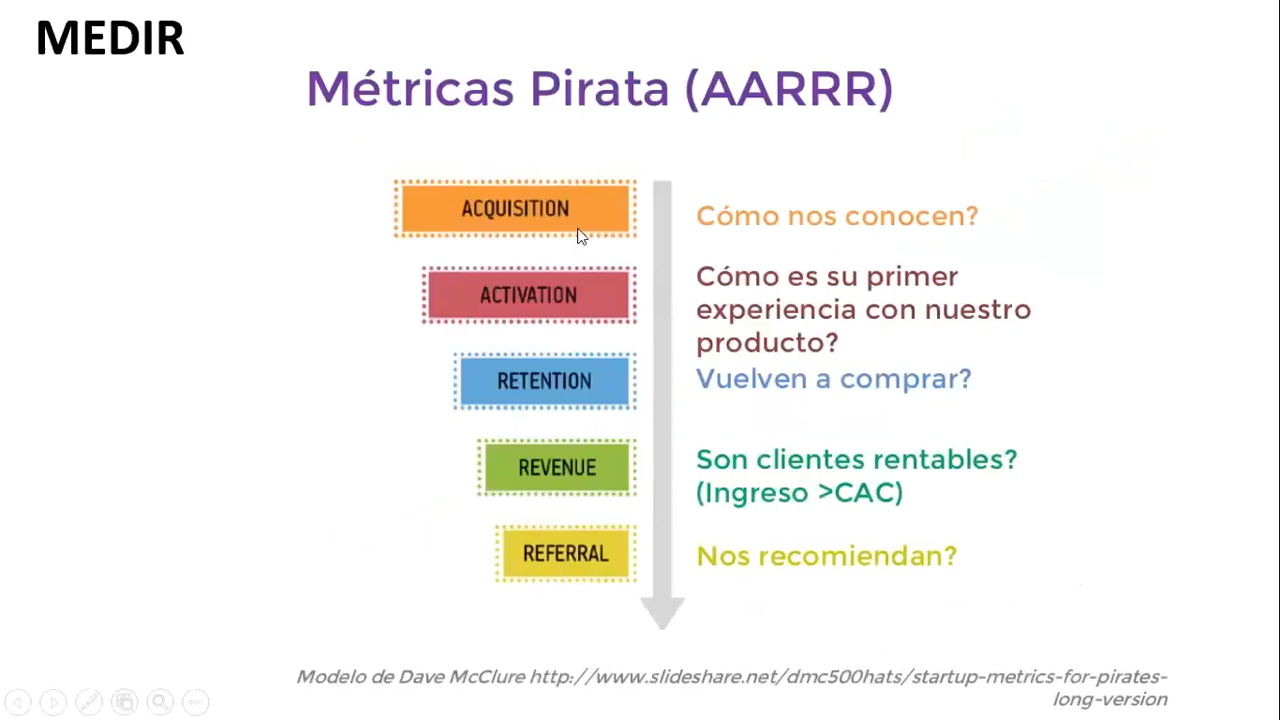 MEDIR
Métricas Pirata (AARRR)
ACQUISITION
Cómo nos conocen?
ACTIVATION
Cómo es su primer
experiencia con nuestro
producto?
RETENTION
Vuelven a comprar?
REVENUE
Son clientes rentables?
(Ingreso >CAC)
REFERRAL
Nos recomiendan?
Modelo de Dave McClure http://www.slideshare.net/dmc500hats/startup-metrics-for-pirates-
long-version